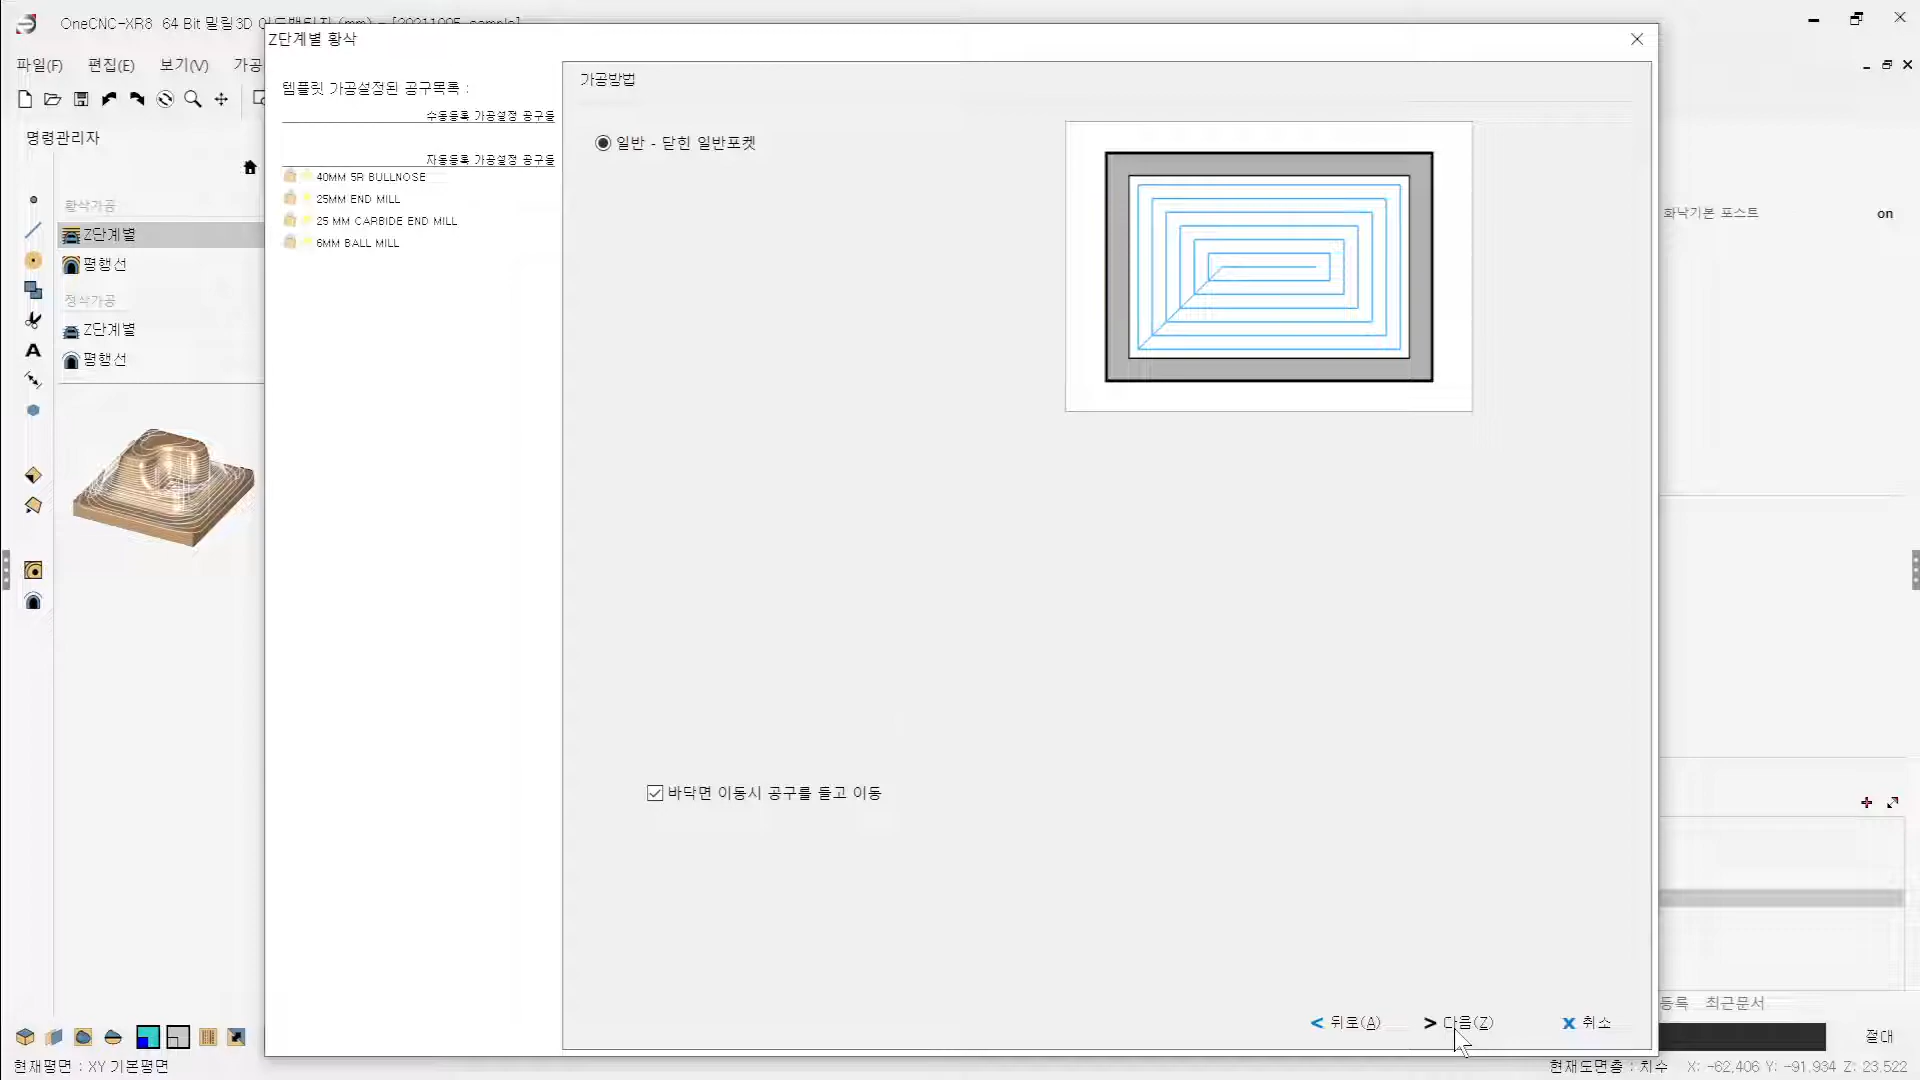 OneCNC-XR8 64 Bit 밀링3D
Z단계별 황삭
파일(F) 편집(E) 보기(V) 가공
템플릿 가공설정된 공구목록 :
수동등록 가공설정 공구들
자동등록 가공설정 공구들
40MM 5R BULLNOSE
25MM END MILL
25 MM CARBIDE END MILL
6MM BALL MILL
명령관리자
황삭가공
Z단계별
평행선
정삭가공
Z단계별
평행선
가공방법
일반 - 닫힌 일반포켓
바닥면 이동시 공구를 들고 이동
< 뒤로(A) > 다음(Z) x 취소
화낙기본 포스트 on
등록 최근문서
절대
현재평면 : XY 기본평면
현재도면층 : 치수 X: -62,406 Y: -91,934 Z: 23,522